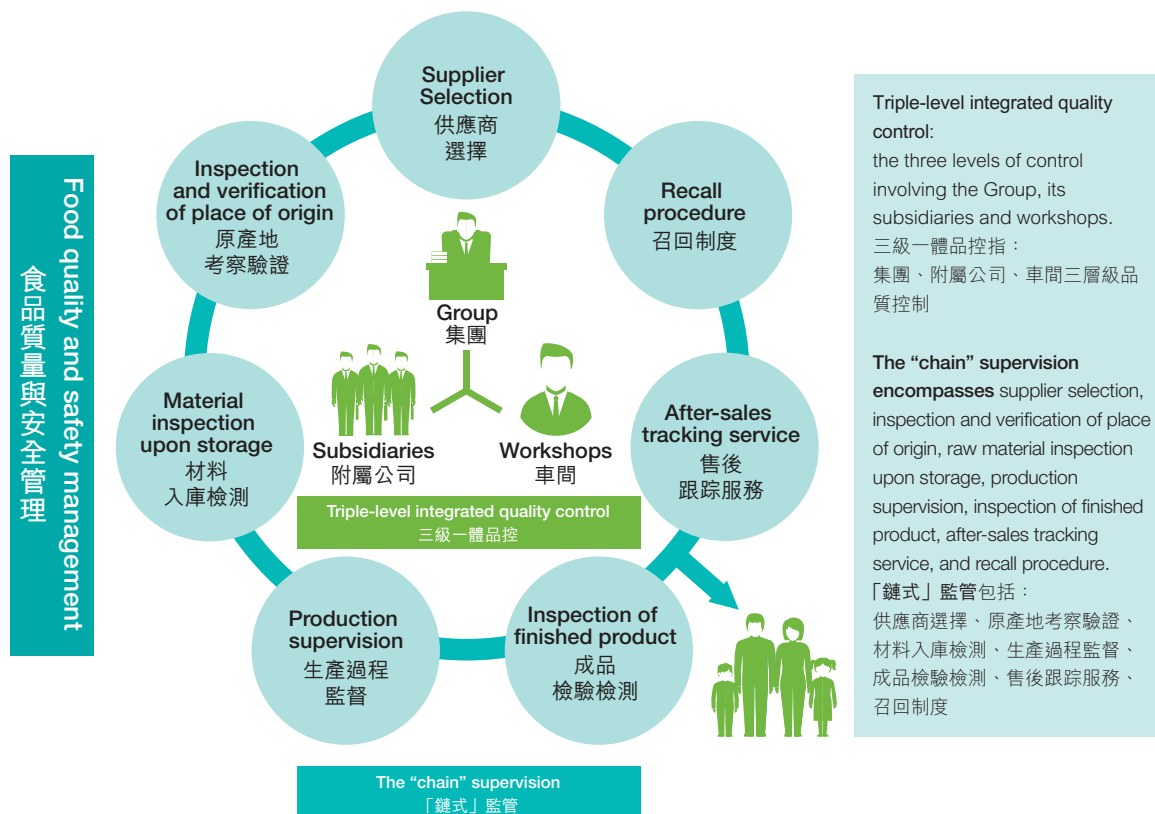 Food quality and safety management
食品質量與安全管理
Supplier
Selection
供應商
選擇
Inspection
and verification
of place of origin
原產地
考察驗證
Recall
procedure
召回制度
Group
集團
Material
inspection
upon storage
材料
入庫檢測
Subsidiaries
附屬公司
Workshops
車間
After-sales
tracking service
售後
跟踪服務
Triple-level integrated quality control
三級一體品控
Production
supervision
生產過程
監督
Inspection of
finished product
成品
檢驗檢測
The “chain” supervision
「鏈式」監管
Triple-level integrated quality
control:
the three levels of control
involving the Group, its
subsidiaries and workshops.
三級一體品控指：
集團、附屬公司、車間三層級品
質控制
The “chain” supervision
encompasses supplier selection,
inspection and verification of place
of origin, raw material inspection
upon storage, production
supervision, inspection of finished
product, after-sales tracking
service, and recall procedure.
「鏈式」監管包括：
供應商選擇、原產地考察驗證、
材料入庫檢測、生產過程監督、
成品檢驗檢測、售後跟踪服務、
召回制度